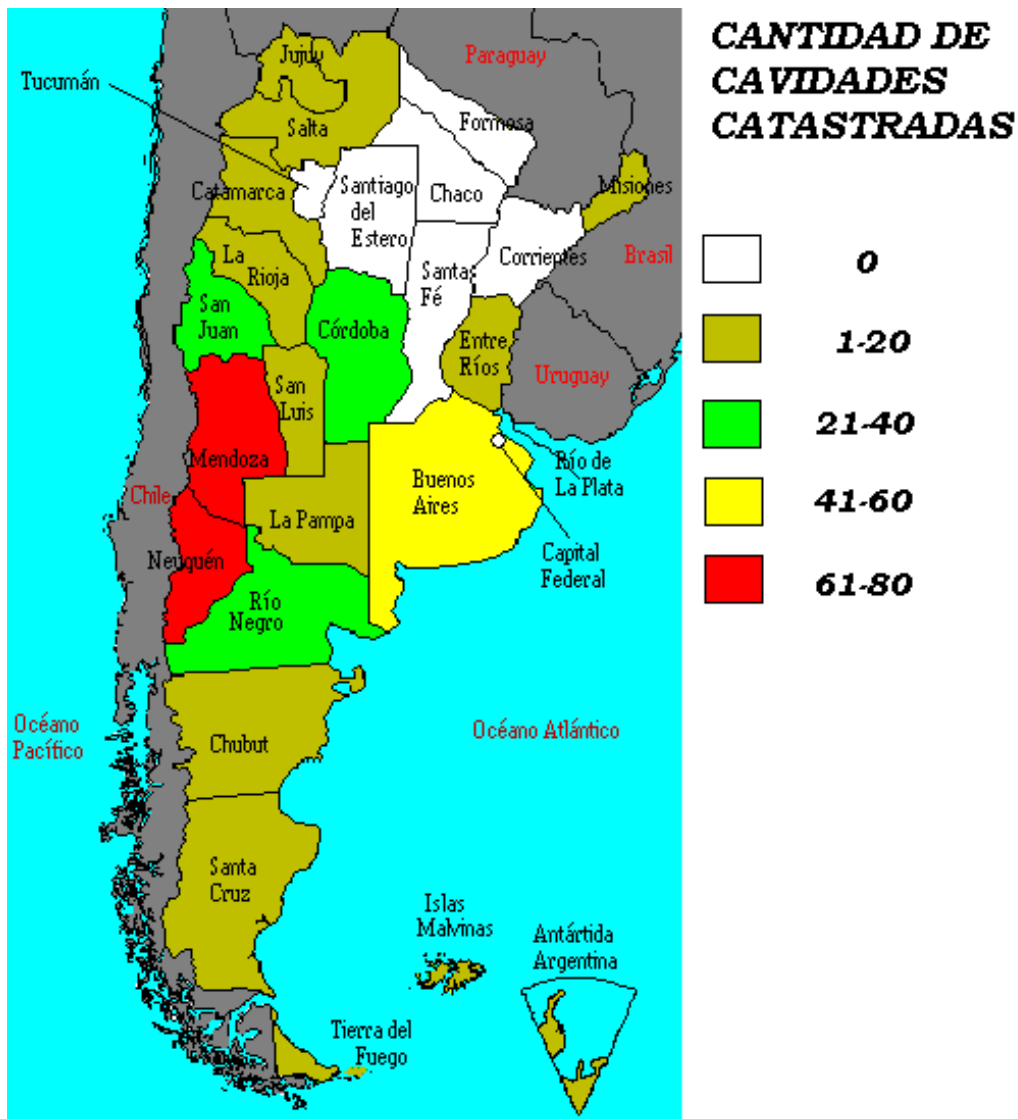 CANTIDAD DE
CAVIDADES
CATASTRADAS
0
1-20
21-40
41-60
61-80
Jujuy
Paraguay
Tucumán
Salta
Formosa
Catamarca
Santiago
del
Estero
Chaco
Misiones
La
Rioja
Santa
Fé
Corrientes
Brasil
San
Juan
Córdoba
Entre
Ríos
Uruguay
San
Luis
Mendoza
Buenos
Aires
Río de
La Plata
Chile
La Pampa
Capital
Federal
Neuquén
Río
Negro
Océano
Pacífico
Chubut
Océano Atlántico
Santa
Cruz
Islas
Malvinas
Antártida
Argentina
Tierra del
Fuego